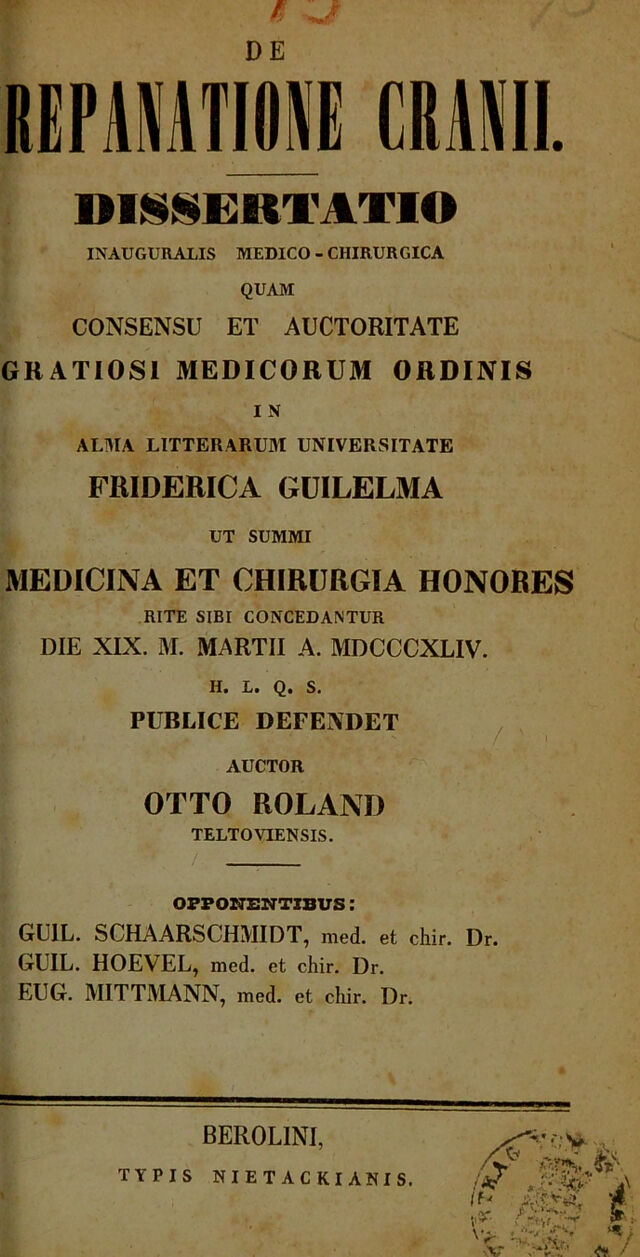 DE
REPANATIONE CRANII.
DISSERTATIO
INAUGURALIS MEDICO-CHIRURGICA
QUAM
CONSENSU ET AUCTORITATE
GRATIOSI MEDICORUM ORDINIS
IN
ALMA LITTERARUM UNIVERSITATE
FRIDERICA GUILELMA
UT SUMMI
MEDICINA ET CHIRURGIA HONORES
RITE SIBI CONCEDANTUR
DIE XIX. M. MARTII A. MDCCCXLIV.
H. L. Q. S.
PUBLICE DEFENDET
AUCTOR
OTTO ROLAND
TELTOVIENSIS.
OPPONENTIBUS:
GUIL. SCHAARSCHMIDT, med. et chir. Dr.
GUIL. HOEVEL, med. et chir. Dr.
EUG. MITTMANN, med. et chir. Dr.
BEROLINI,
TYPIS NIETACKIANIS.